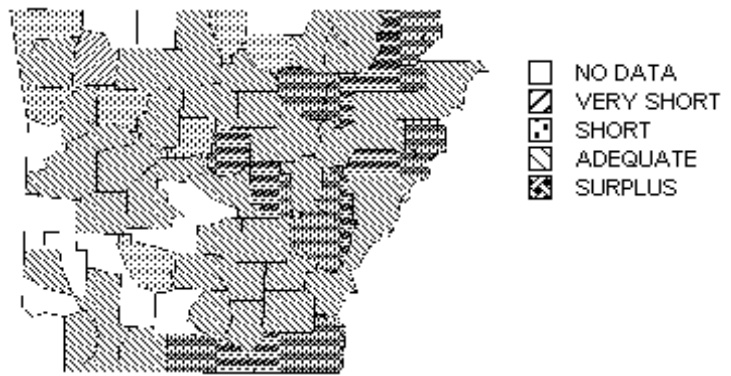 NO DATA
VERY SHORT
SHORT
ADEQUATE
SURPLUS